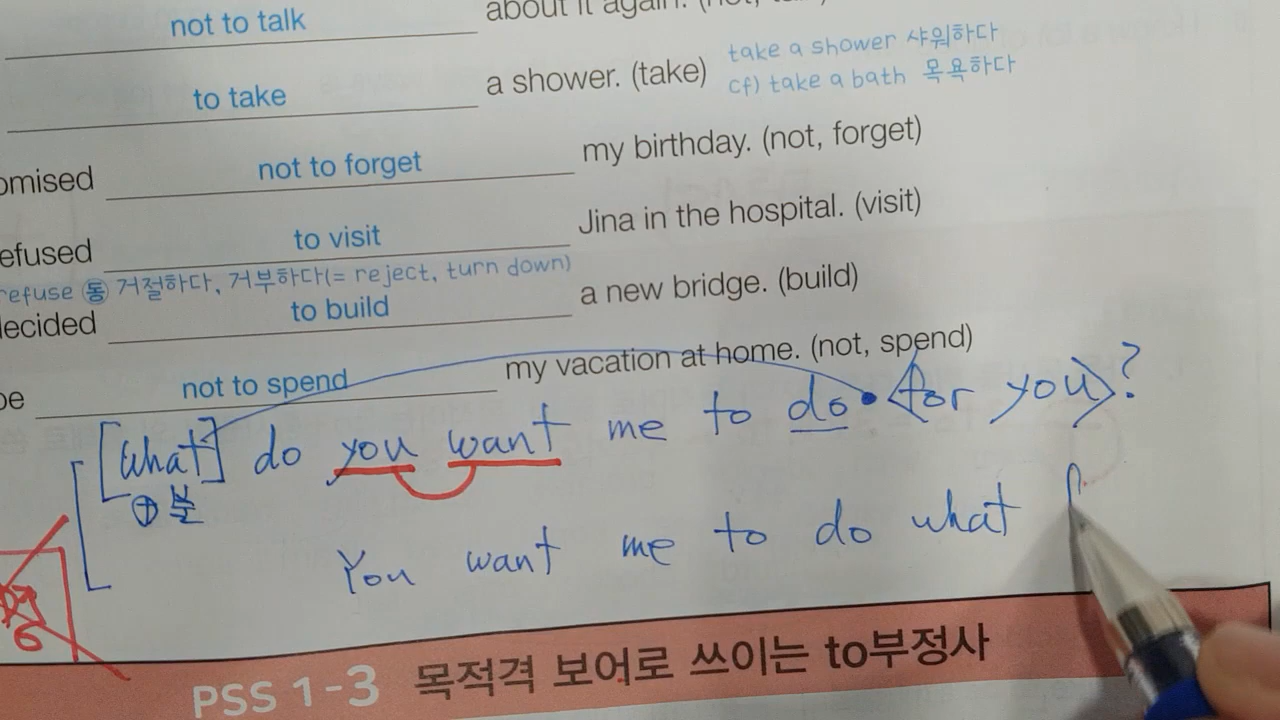 not to talk about it again. (not,
to take a shower. (take) take a shower 샤워하다
cf) take a bath 목욕하다
omised not to forget my birthday. (not, forget)
efused to visit Jina in the hospital. (visit)
refuse 동 거절하다, 거부하다(= reject, turn down)
decided to build a new bridge. (build)
pe not to spend my vacation at home. (not, spend)
[What] do you want me to do • <for you>?
부
You want me to do what
6
PSS 1-3 목적격 보어로 쓰이는 to부정사